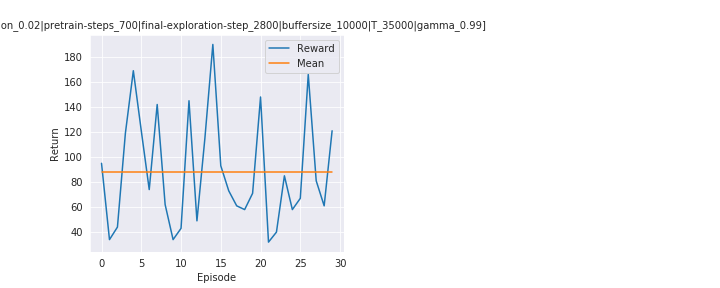 on_0.02|pretrain-steps_700|final-exploration-step_2800|buffersize_10000|T_35000|gamma_0.99]
Reward
Mean
180
160
140
120
100
80
60
40
Return
0 5 10 15 20 25 30
Episode